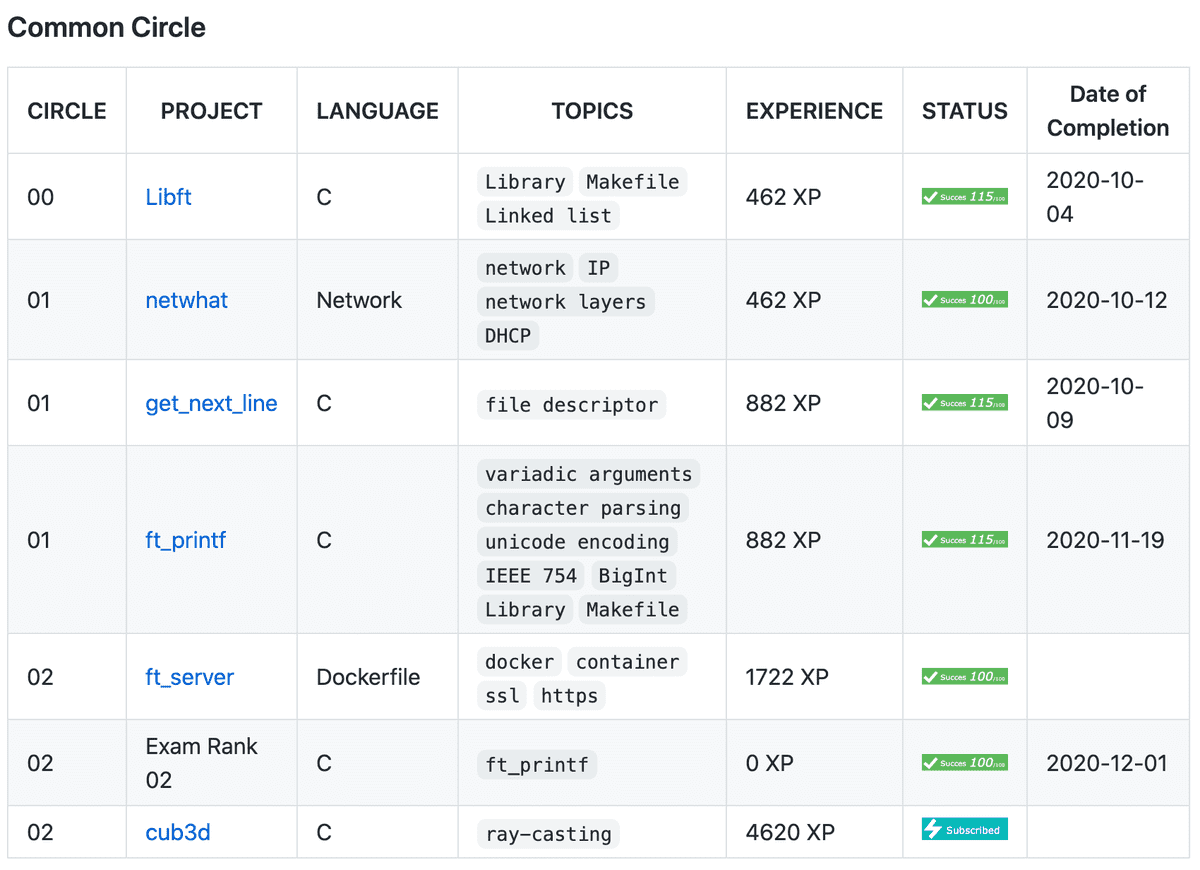 Common Circle
CIRCLE PROJECT LANGUAGE TOPICS EXPERIENCE STATUS Date of Completion
00 Libft C Library Makefile Linked list 462 XP Succes 115/100 2020-10-04
01 netwhat Network network IP network layers DHCP 462 XP Succes 100/100 2020-10-12
01 get_next_line C file descriptor 882 XP Succes 115/100 2020-10-09
01 ft_printf C variadic arguments character parsing unicode encoding IEEE 754 BigInt Library Makefile 882 XP Succes 115/100 2020-11-19
02 ft_server Dockerfile docker container ssl https 1722 XP Succes 100/100
02 Exam Rank 02 C ft_printf 0 XP Succes 100/100 2020-12-01
02 cub3d C ray-casting 4620 XP Subscribed